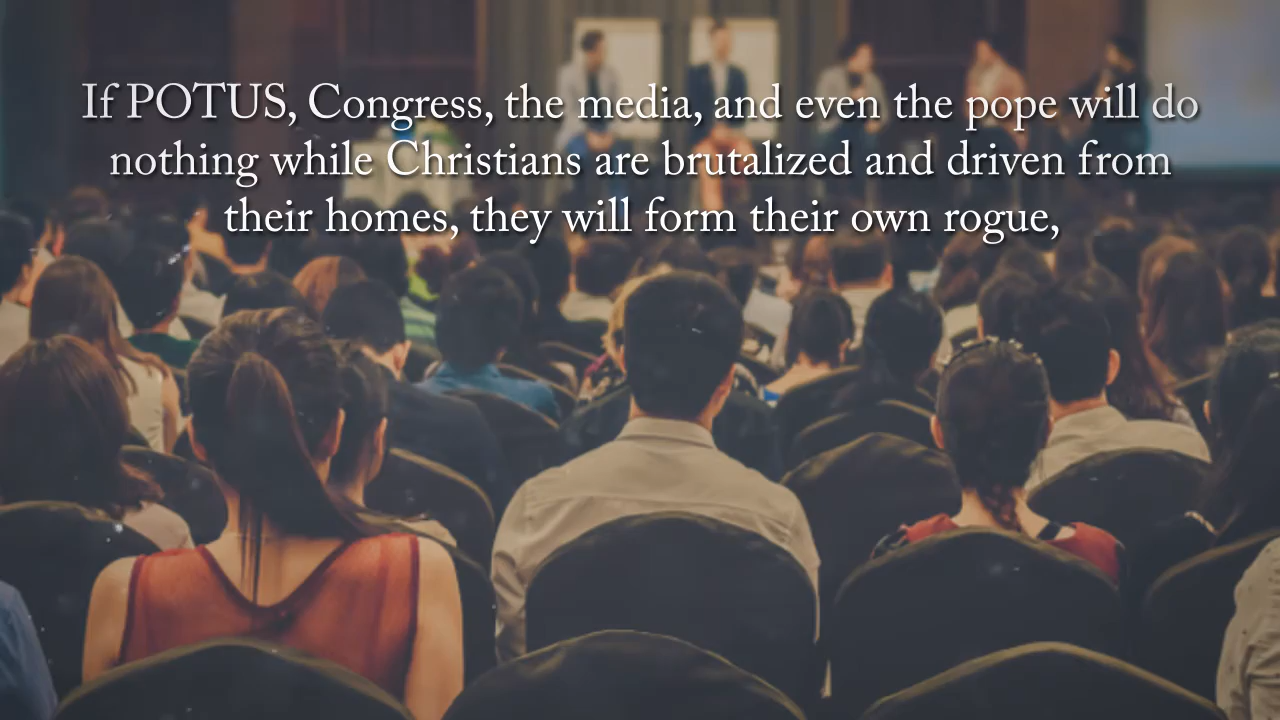 If POTUS, Congress, the media, and even the pope will do
nothing while Christians are brutalized and driven from
their homes, they will form their own rogue,